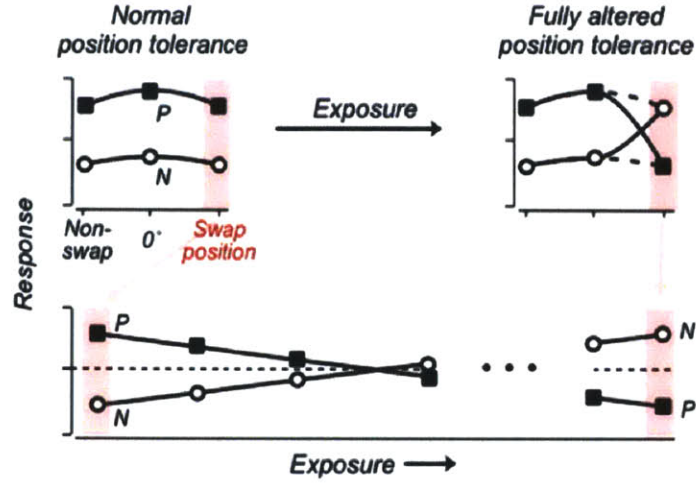 Normal
position tolerance
Fully altered
position tolerance
P
N
Exposure
Non-
swap
0°
Swap
position
Response
P
N
N
P
Exposure